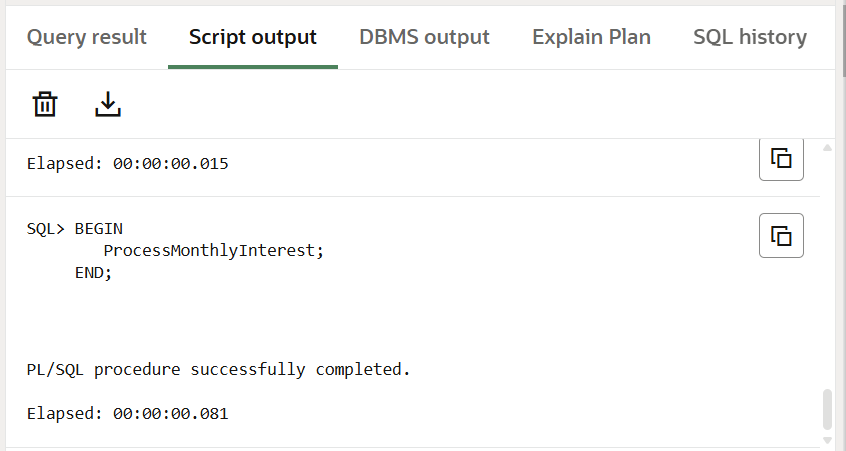 Query result Script output DBMS output Explain Plan SQL history
Elapsed: 00:00:00.015
SQL> BEGIN
ProcessMonthlyInterest;
END;
PL/SQL procedure successfully completed.
Elapsed: 00:00:00.081